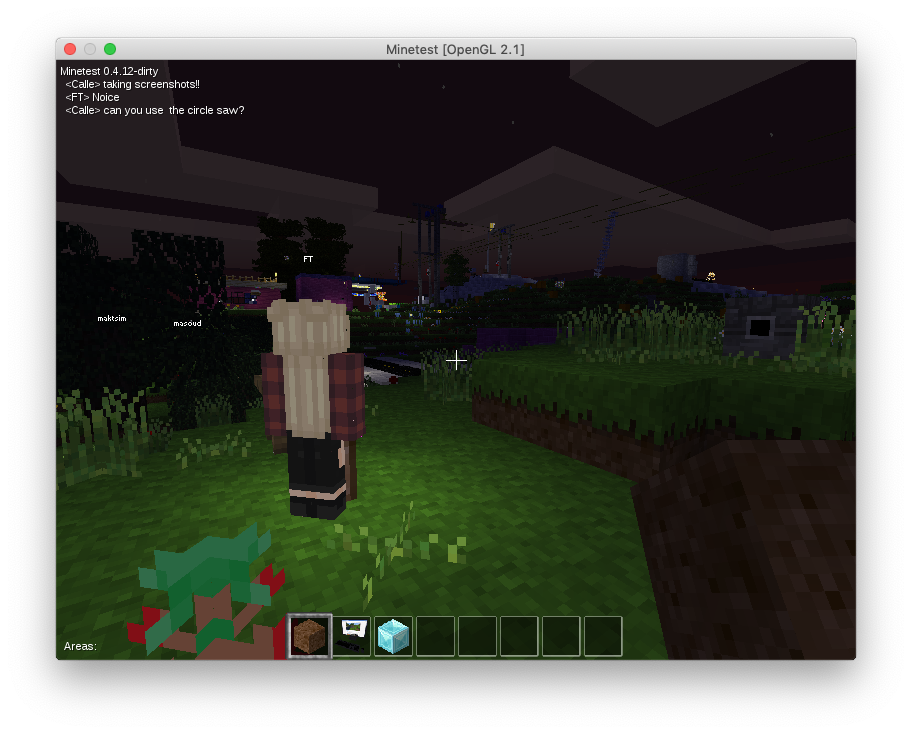 Minetest [OpenGL 2.1]
Minetest 0.4.12-dirty
<Calle> taking screenshots!!
<FT> Noice
<Calle> can you use  the circle saw?
FT
maktsim
masoud
Areas: